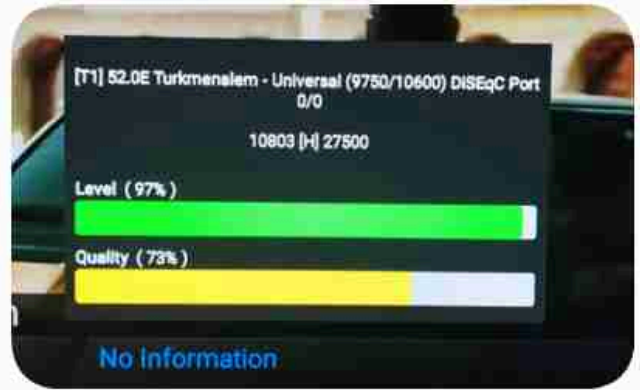 [T1] 52.0E Turkmenalem - Universal (9750/10600) DiSEqC Port
0/0
10803 [H] 27500
Level ( 97% )
Quality ( 73% )
No Information